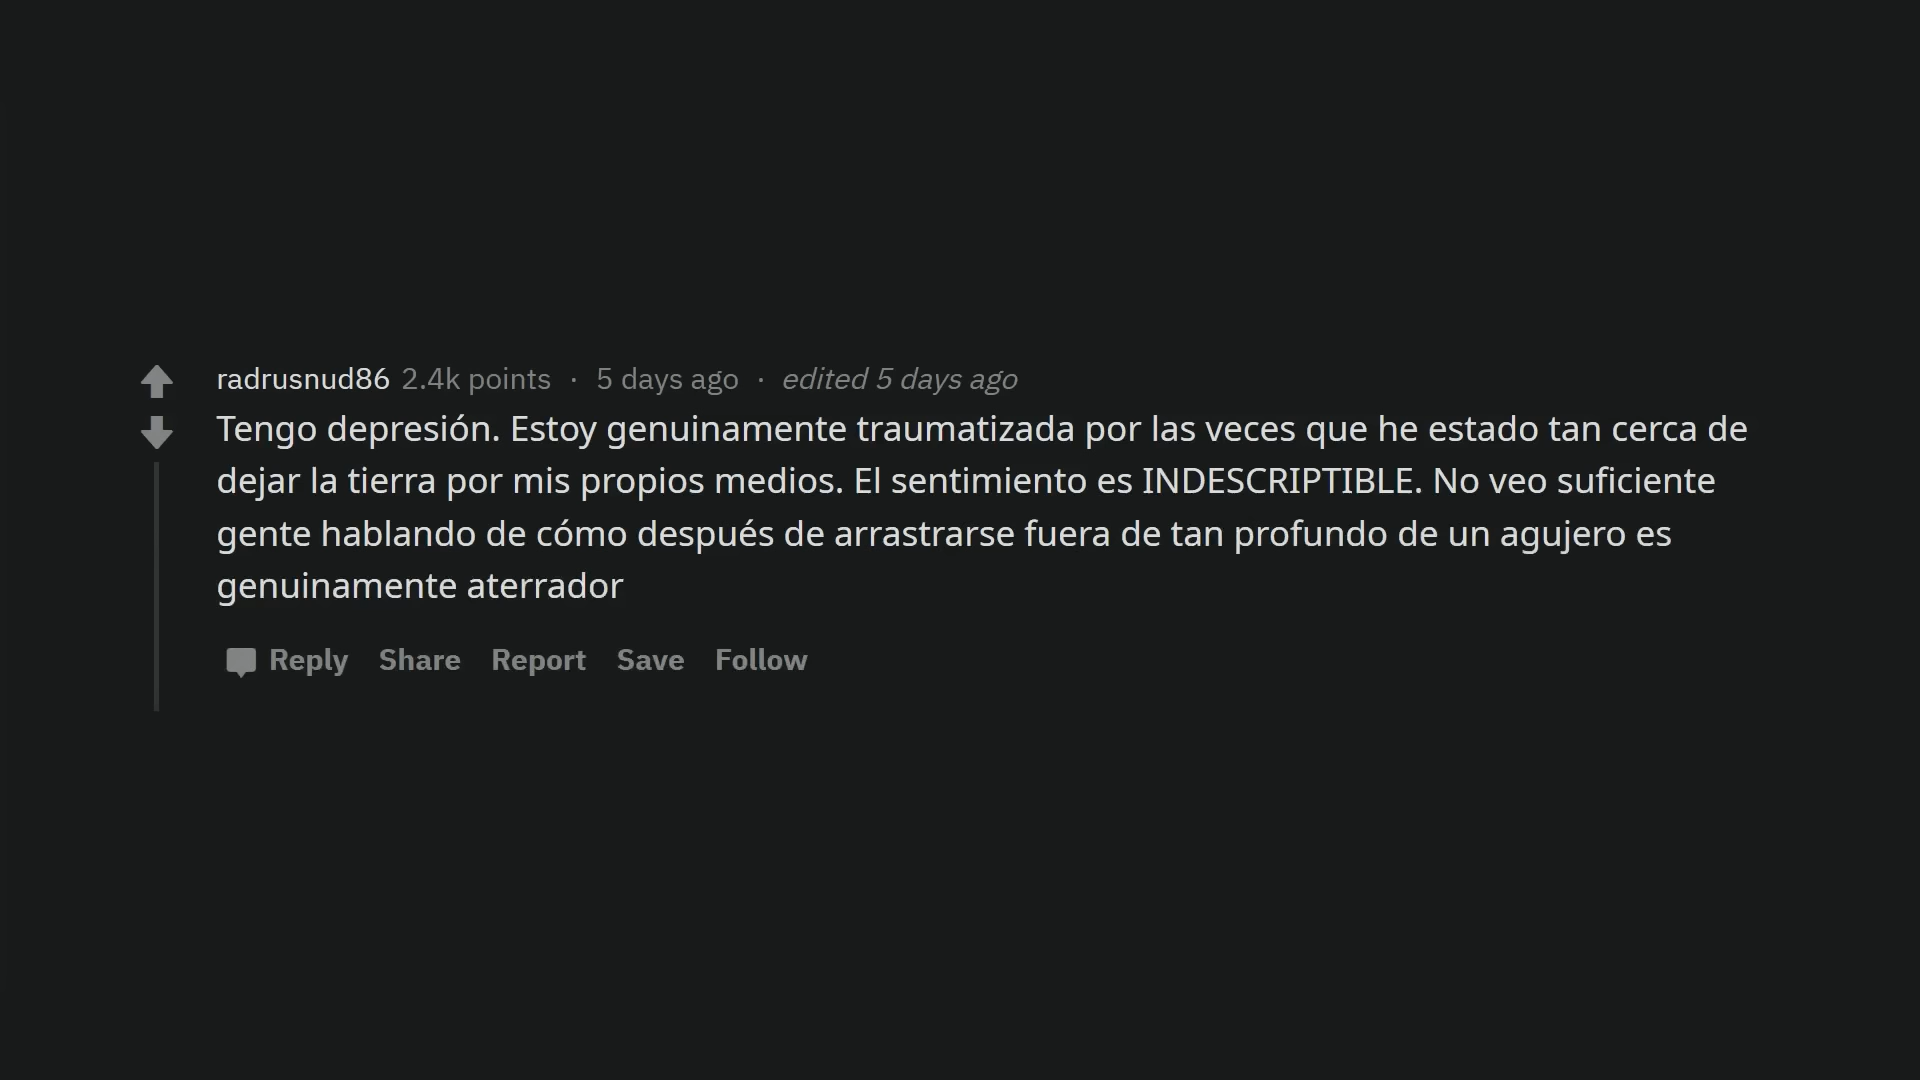 radrusnud86 2.4k points · 5 days ago · edited 5 days ago
Tengo depresión. Estoy genuinamente traumatizada por las veces que he estado tan cerca de
dejar la tierra por mis propios medios. El sentimiento es INDESCRIPTIBLE. No veo suficiente
gente hablando de cómo después de arrastrarse fuera de tan profundo de un agujero es
genuinamente aterrador
Reply Share Report Save Follow